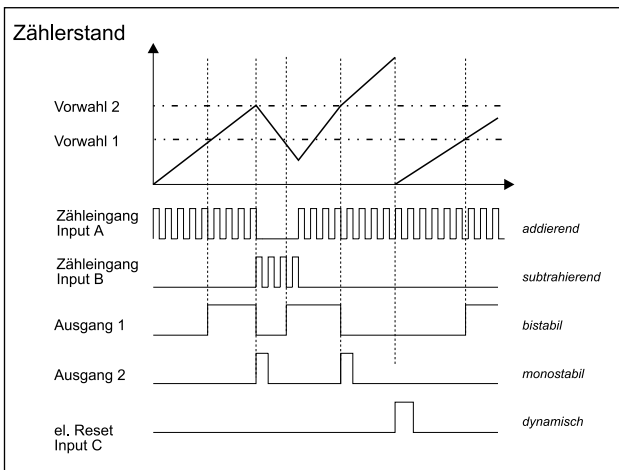 Zählerstand
Vorwahl 2
Vorwahl 1
Zähleingang
Input A
addierend
Zähleingang
Input B
subtrahierend
Ausgang 1
bistabil
Ausgang 2
monostabil
el. Reset
Input C
dynamisch